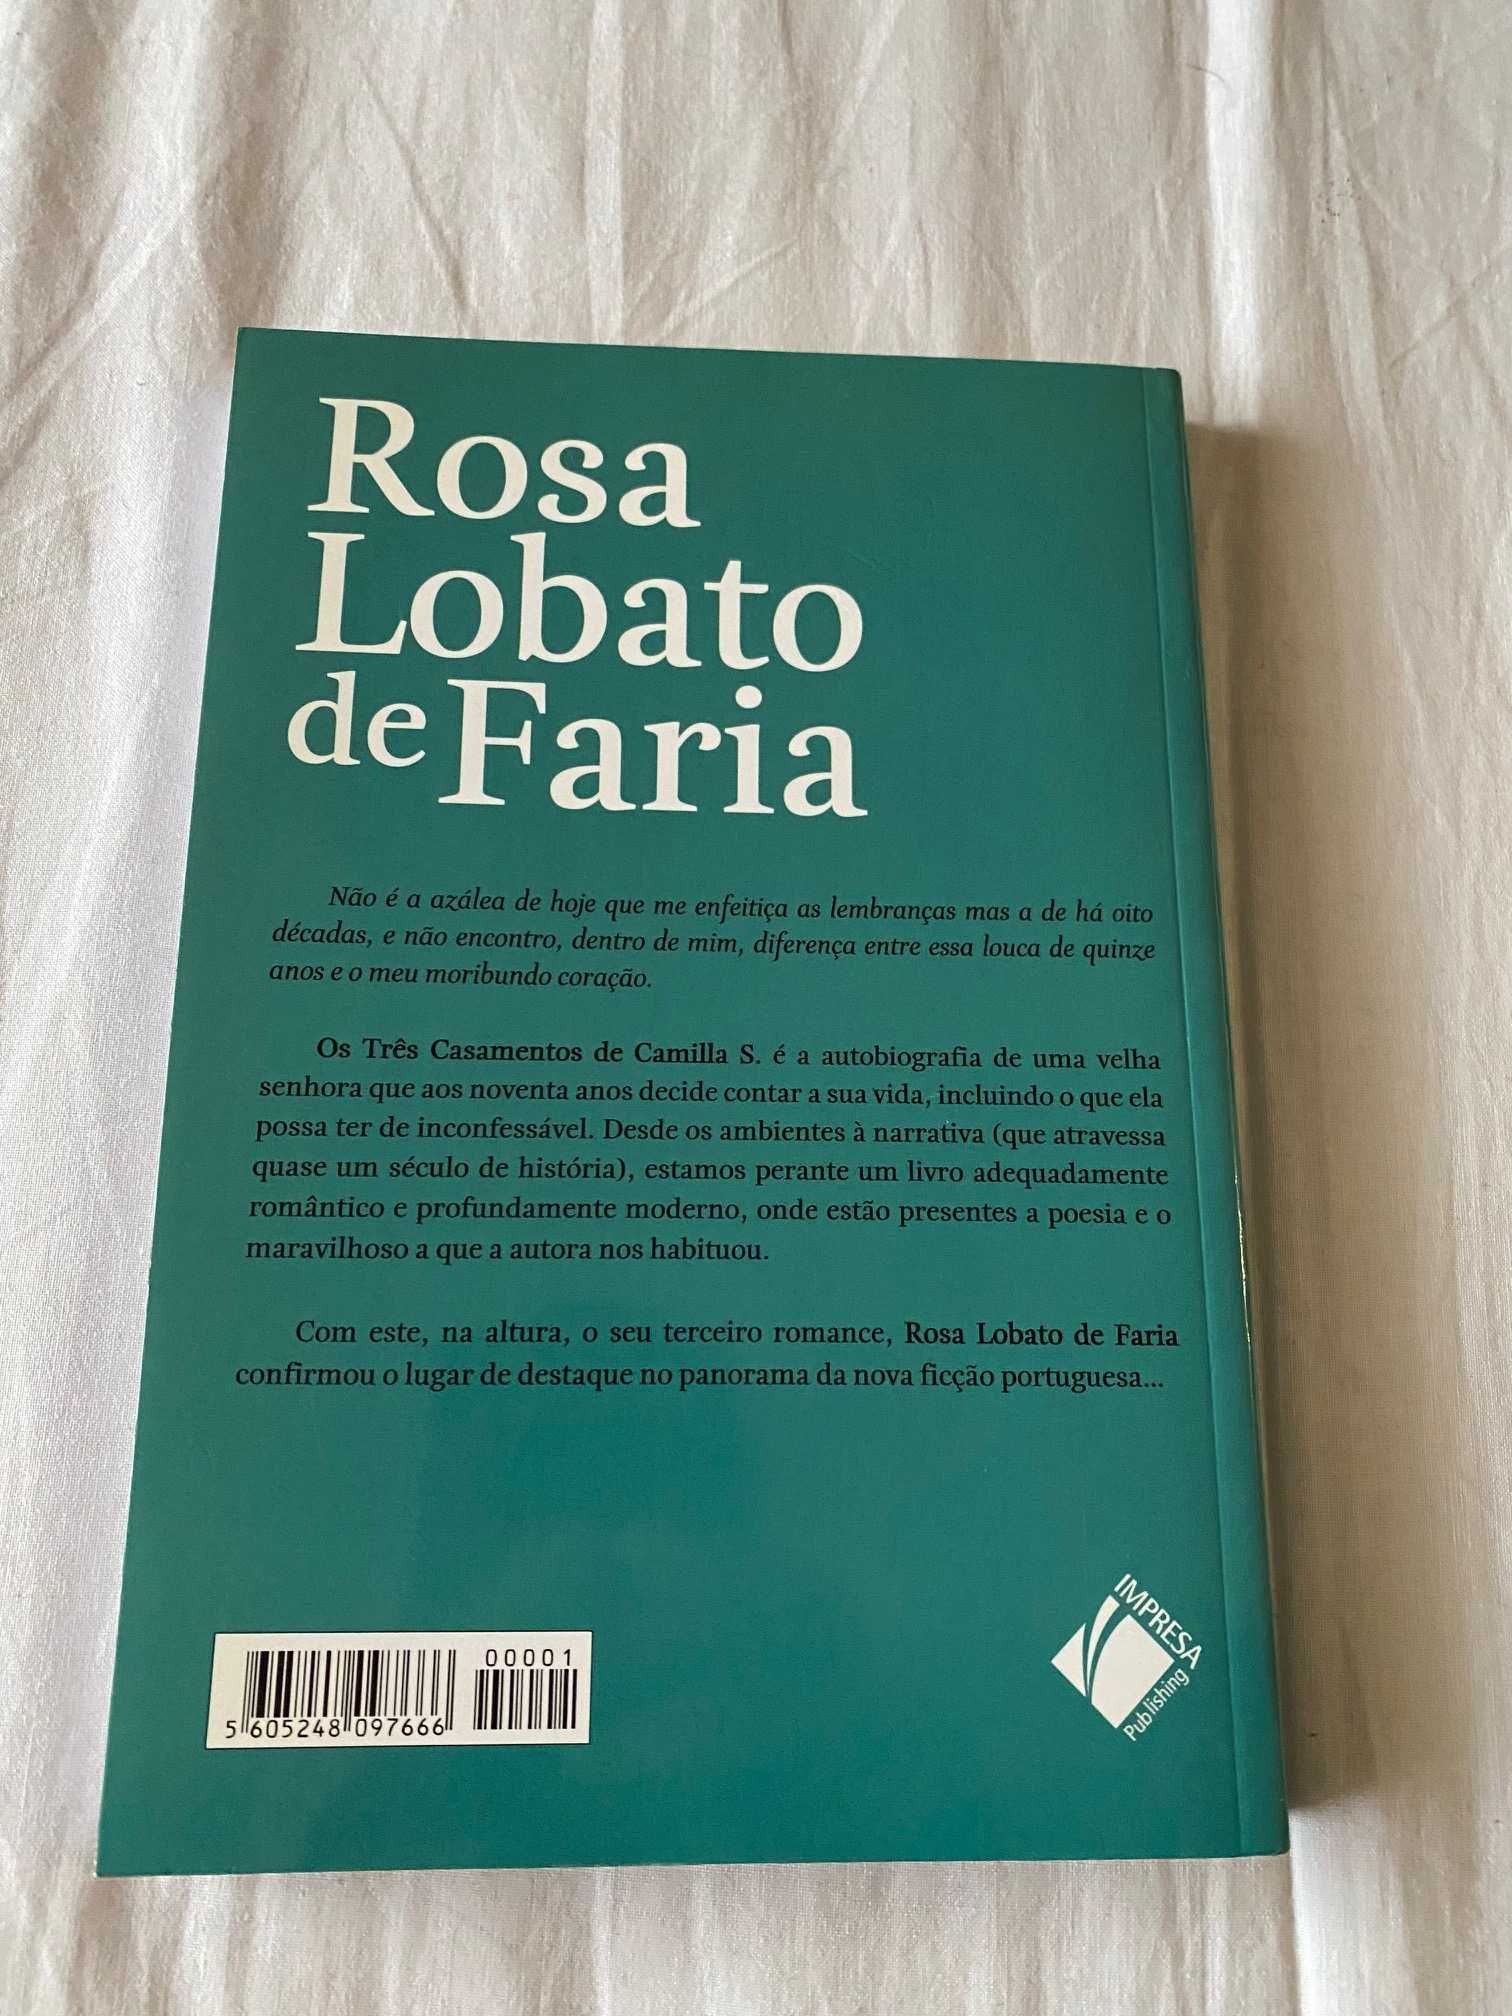 Rosa
Lobato
de Faria
Não é a azálea de hoje que me enfeitiça as lembranças mas a de há oito
décadas, e não encontro, dentro de mim, diferença entre essa louca de quinze
anos e o meu moribundo coração.
Os Três Casamentos de Camilla S. é a autobiografia de uma velha
senhora que aos noventa anos decide contar a sua vida, incluindo o que ela
possa ter de inconfessável. Desde os ambientes à narrativa (que atravessa
quase um século de história), estamos perante um livro adequadamente
romântico e profundamente moderno, onde estão presentes a poesia e o
maravilhoso a que a autora nos habituou.
Com este, na altura, o seu terceiro romance, Rosa Lobato de Faria
confirmou o lugar de destaque no panorama da nova ficção portuguesa...
00001
5 605248 097666
IMPRESA
Publishing